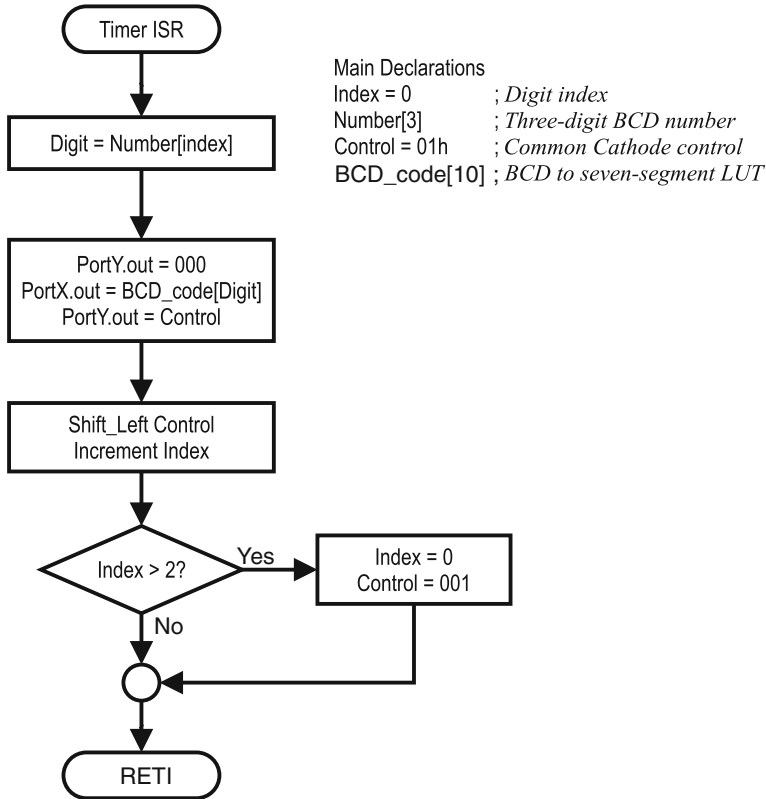 Timer ISR
Main Declarations
Index = 0 ; Digit index
Number[3] ; Three-digit BCD number
Control = 01h ; Common Cathode control
BCD_code[10] ; BCD to seven-segment LUT
Digit = Number[index]
PortY.out = 000
PortX.out = BCD_code[Digit]
PortY.out = Control
Shift_Left Control
Increment Index
Index > 2?
Yes
Index = 0
Control = 001
No
RETI